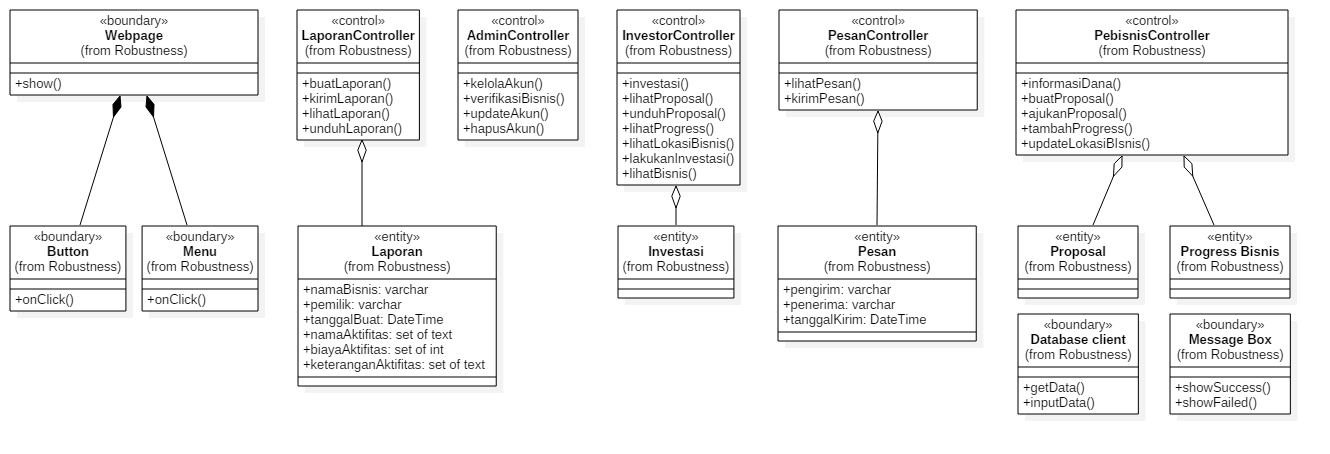 «boundary»
Webpage
(from Robustness)
+show()
«control»
LaporanController
(from Robustness)
+buatLaporan()
+kirimLaporan()
+lihatLaporan()
+unduhLaporan()
«control»
AdminController
(from Robustness)
+kelolaAkun()
+verifikasiBisnis()
+updateAkun()
+hapusAkun()
«control»
InvestorController
(from Robustness)
+investasi()
+lihatProposal()
+unduhProposal()
+lihatProgress()
+lihatLokasiBisnis()
+lakukanInvestasi()
+lihatBisnis()
«control»
PesanController
(from Robustness)
+lihatPesan()
+kirimPesan()
«control»
PebisnisController
(from Robustness)
+informasiDana()
+buatProposal()
+ajukanProposal()
+tambahProgress()
+updateLokasiBIsnis()
«boundary»
Button
(from Robustness)
+onClick()
«boundary»
Menu
(from Robustness)
+onClick()
«entity»
Laporan
(from Robustness)
+namaBisnis: varchar
+pemilik: varchar
+tanggalBuat: DateTime
+namaAktifitas: set of text
+biayaAktifitas: set of int
+keteranganAktifitas: set of text
«entity»
Investasi
(from Robustness)
«entity»
Pesan
(from Robustness)
+pengirim: varchar
+penerima: varchar
+tanggalKirim: DateTime
«entity»
Proposal
(from Robustness)
«entity»
Progress Bisnis
(from Robustness)
«boundary»
Database client
(from Robustness)
+getData()
+inputData()
«boundary»
Message Box
(from Robustness)
+showSuccess()
+showFailed()